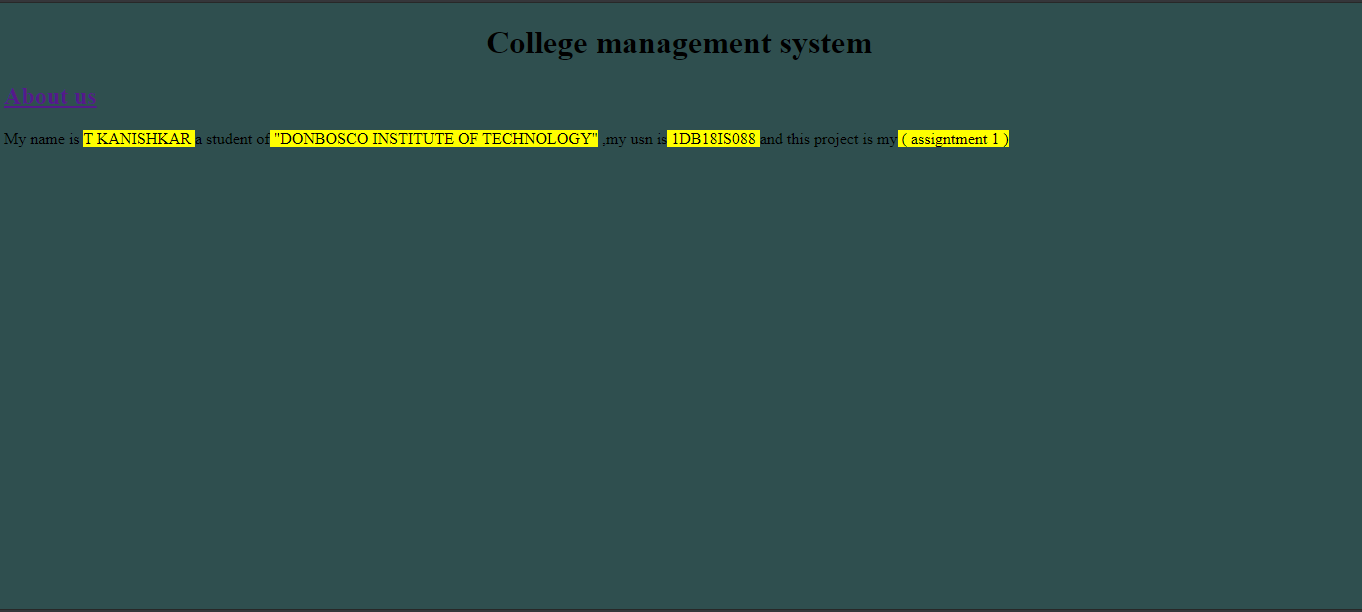 College management system
About us
My name is T KANISHKAR a student of "DONBOSCO INSTITUTE OF TECHNOLOGY" ,my usn is 1DB18IS088 and this project is my ( assigntment 1 )